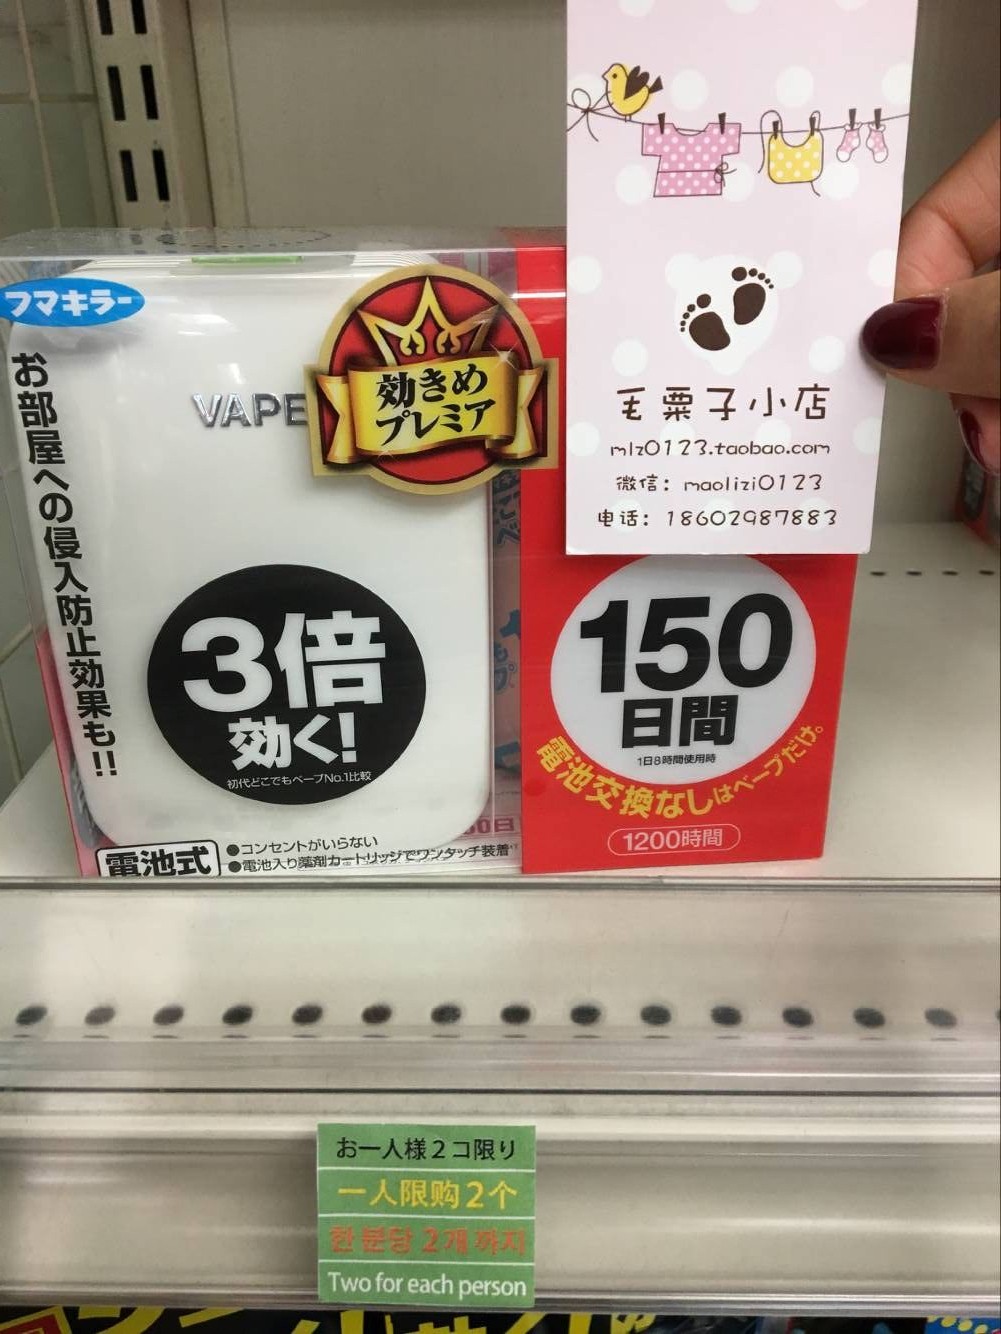 フマキラー
お部屋への侵入防止効果も!!
VAPE
効きめ
プレミア
3倍
効く!
初代どこでもベープNo.1比較
電池式
●コンセントがいらない
●電池入り薬剤カートリッジでワンタッチ装着
毛栗子小店
mlz0123.taobao.com
微信: maolizi0123
电话: 18602987883
150
日間
1日8時間使用時
電池交換なしはベープだけ。
1200時間
お一人様2コ限り
一人限购2个
한분당 2개까지
Two for each person